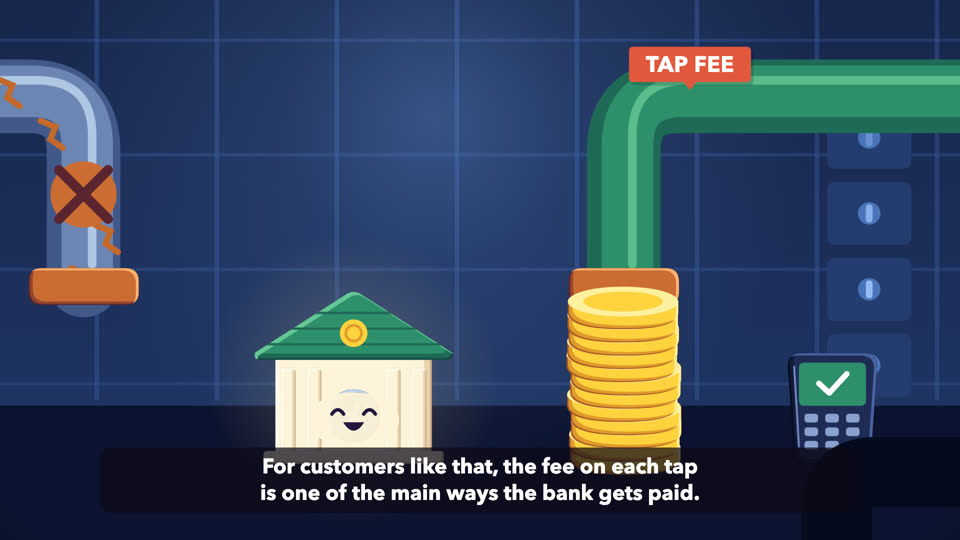 TAP FEE
For customers like that, the fee on each tap
is one of the main ways the bank gets paid.